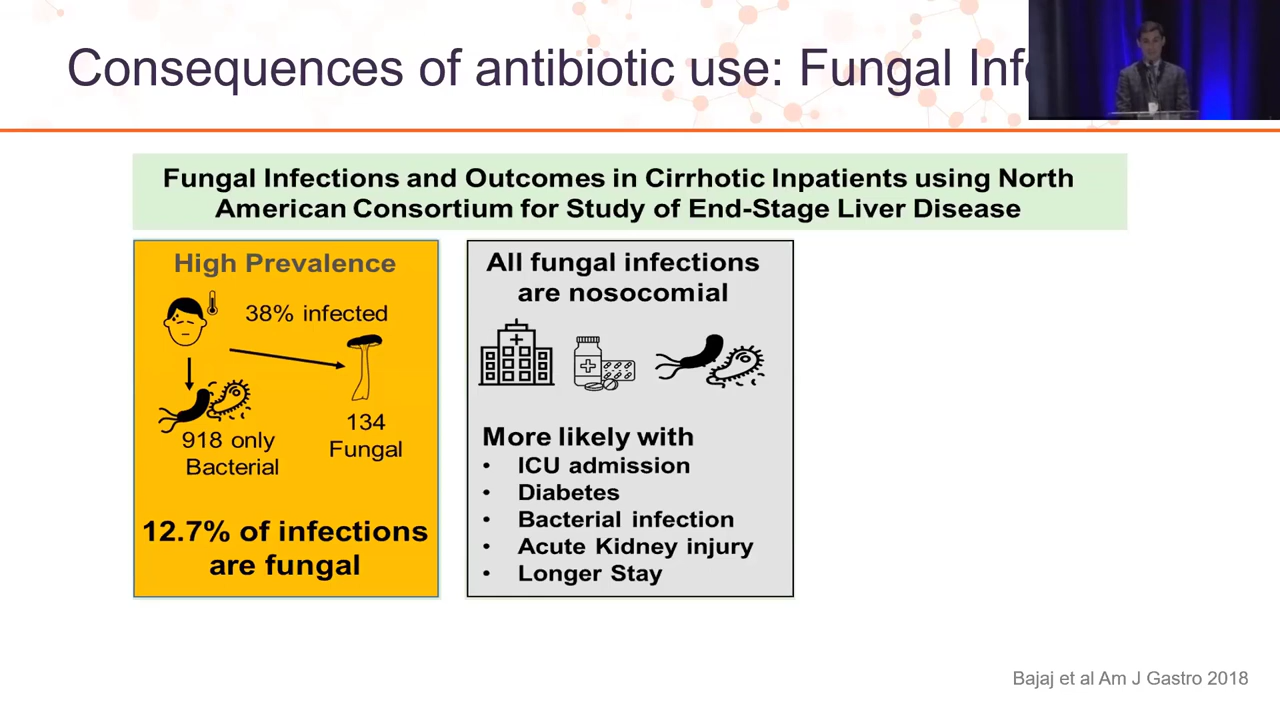 Consequences of antibiotic use: Fungal
Fungal Infections and Outcomes in Cirrhotic Inpatients using North
American Consortium for Study of End-Stage Liver Disease
High Prevalence
38% infected
918 only
Bacterial
134
Fungal
12.7% of infections
are fungal
All fungal infections
are nosocomial
More likely with
• ICU admission
• Diabetes
• Bacterial infection
• Acute Kidney injury
• Longer Stay
Bajaj et al Am J Gastro 2018